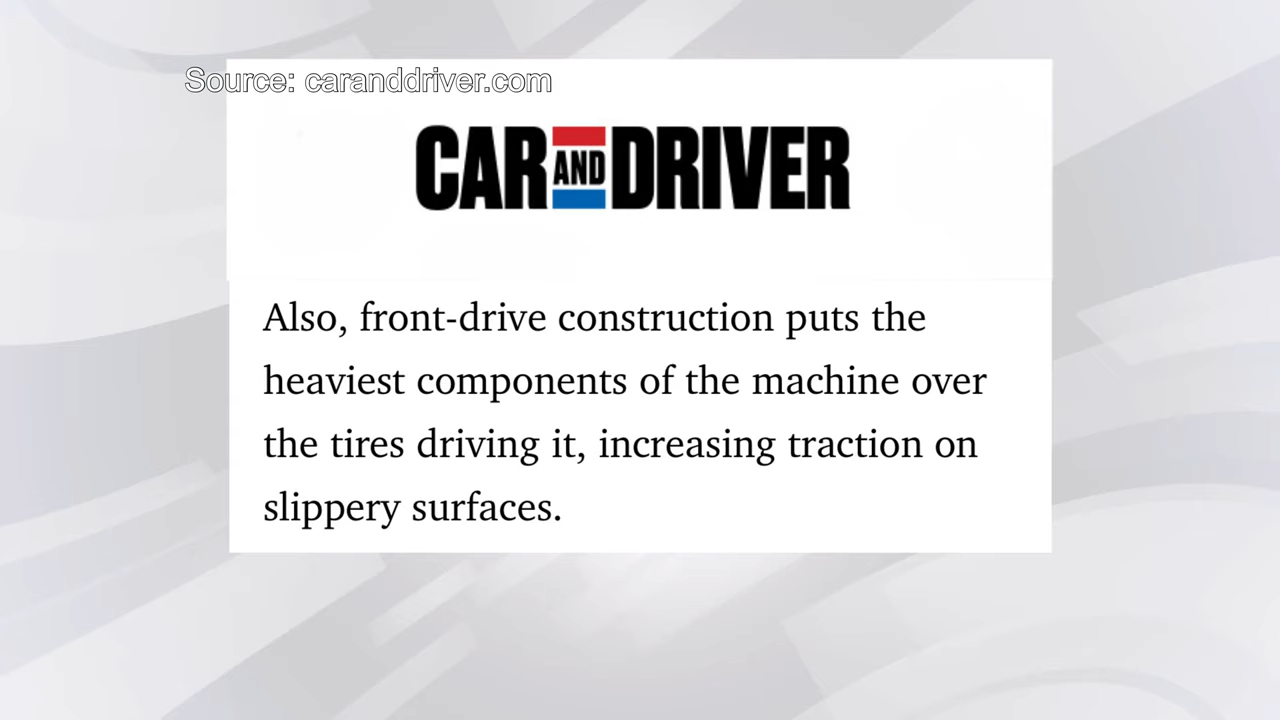 Source: caranddriver.com
CAR AND DRIVER
Also, front-drive construction puts the
heaviest components of the machine over
the tires driving it, increasing traction on
slippery surfaces.